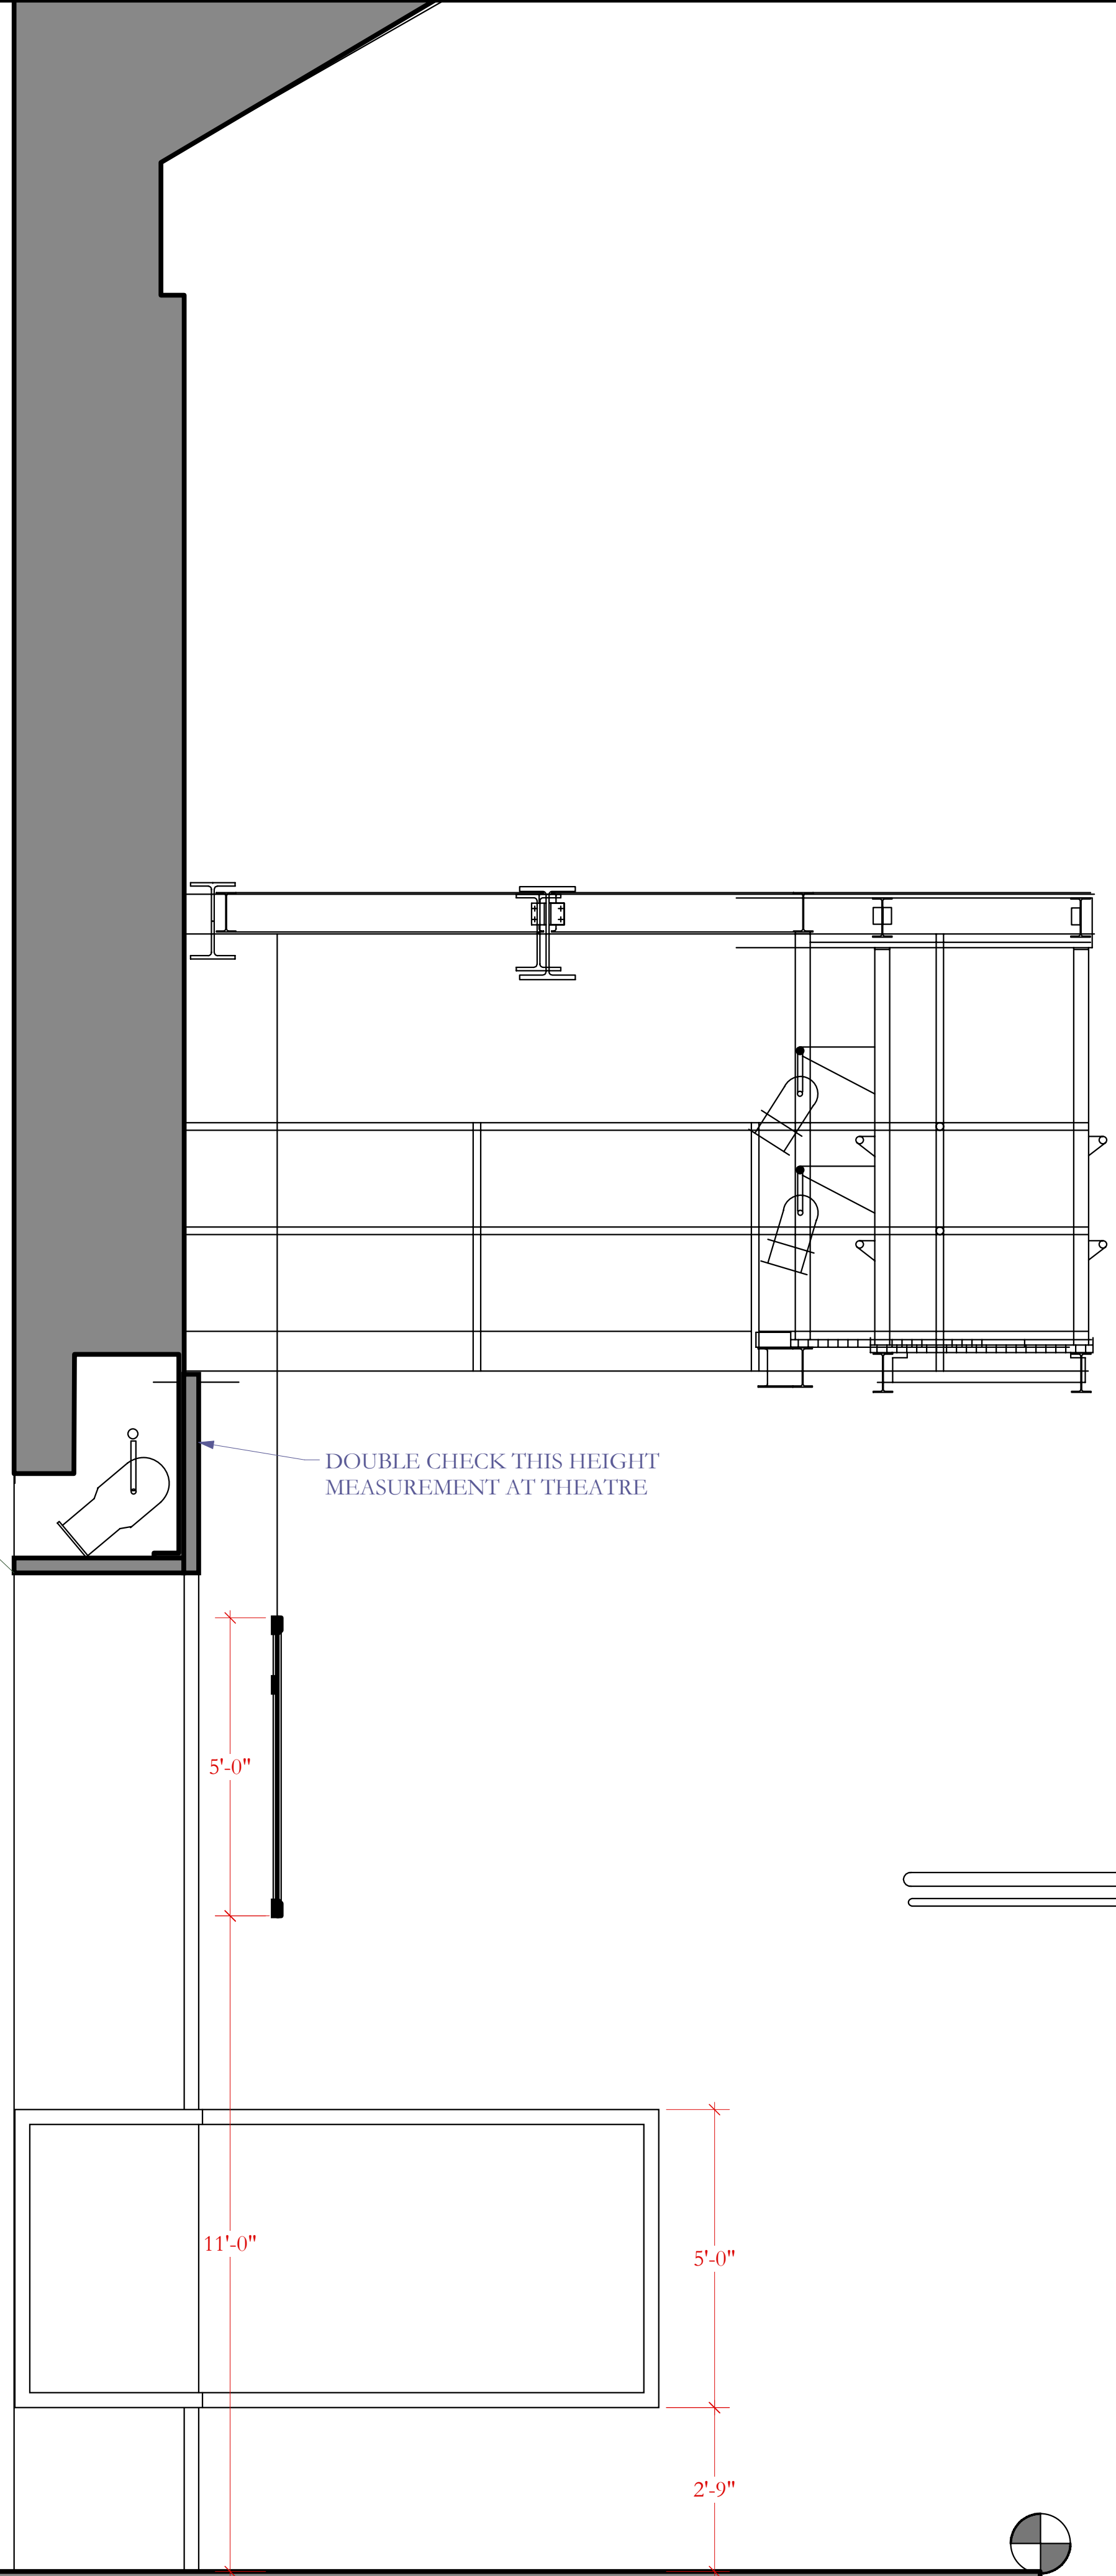 DOUBLE CHECK THIS HEIGHT
MEASUREMENT AT THEATRE
5'-0"
11'-0"
5'-0"
2'-9"